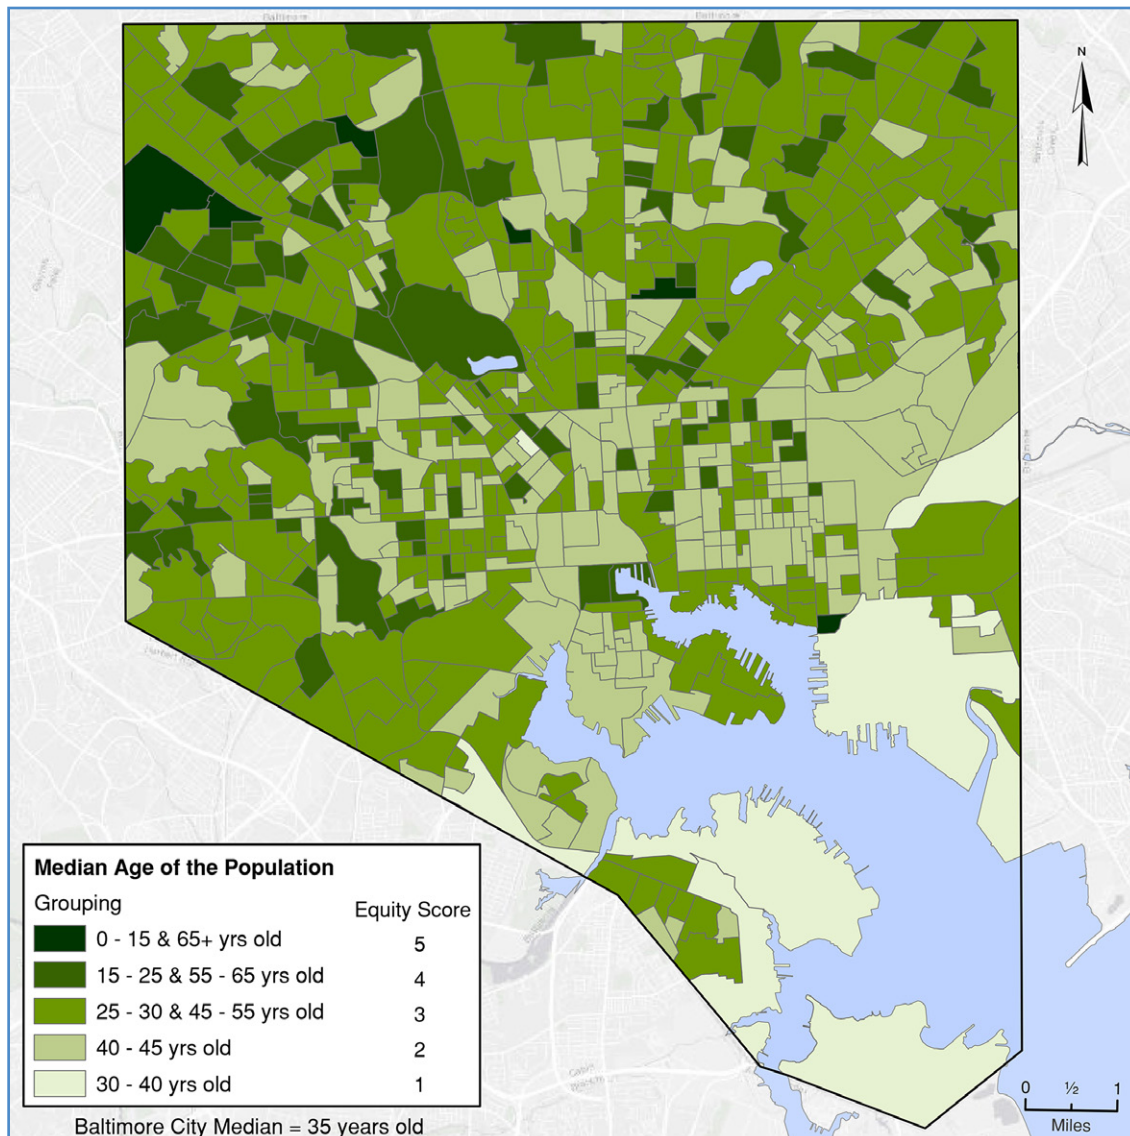 N
Median Age of the Population
Grouping
Equity Score
0 - 15 & 65+ yrs old 5
15 - 25 & 55 - 65 yrs old 4
25 - 30 & 45 - 55 yrs old 3
40 - 45 yrs old 2
30 - 40 yrs old 1
Baltimore City Median = 35 years old
0 ½ 1
Miles